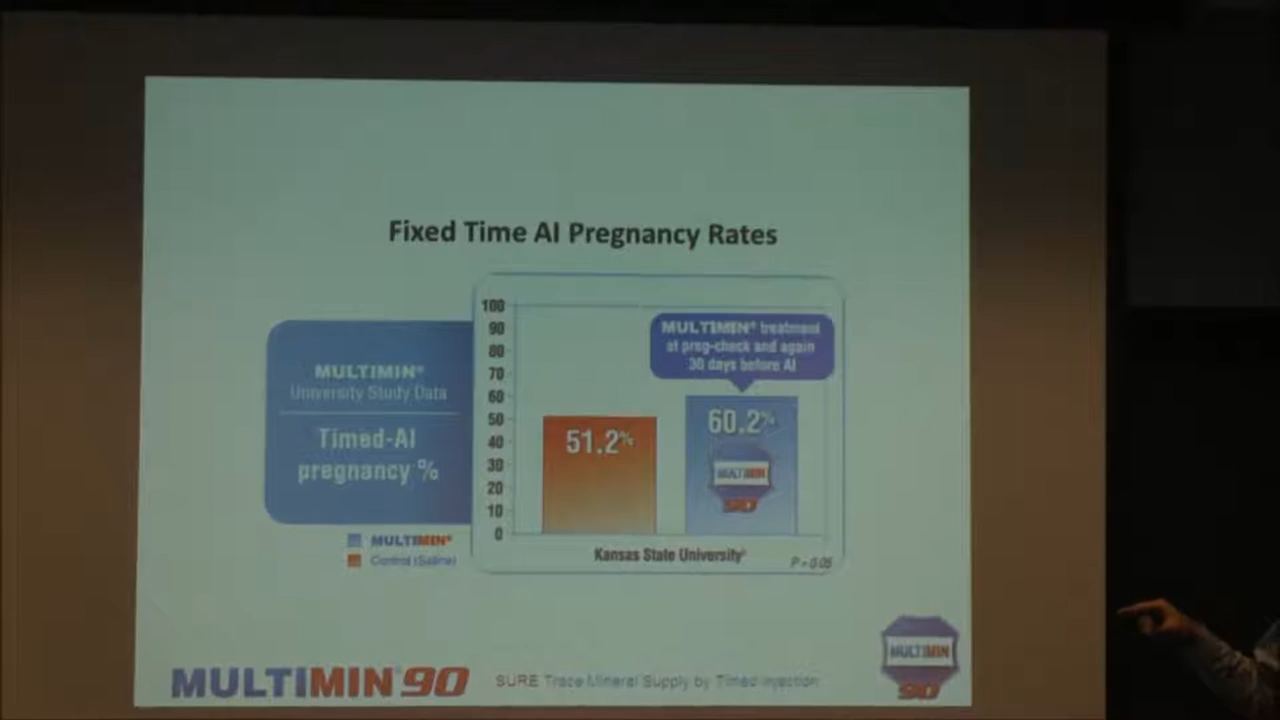 Fixed Time AI Pregnancy Rates
MULTIMIN®
University Study Data
Timed-AI
pregnancy %
MULTIMIN®
Control (Saline)
100
90
80
70
60
50
40
30
20
10
0
MULTIMIN® treatment
at preg-check and again
30 days before AI
51.2%
60.2%
MULTIMIN
90
Kansas State University
P = 0.05
MULTIMIN® 90
SURE Trace Mineral Supply by Timed Injection
MULTIMIN
90